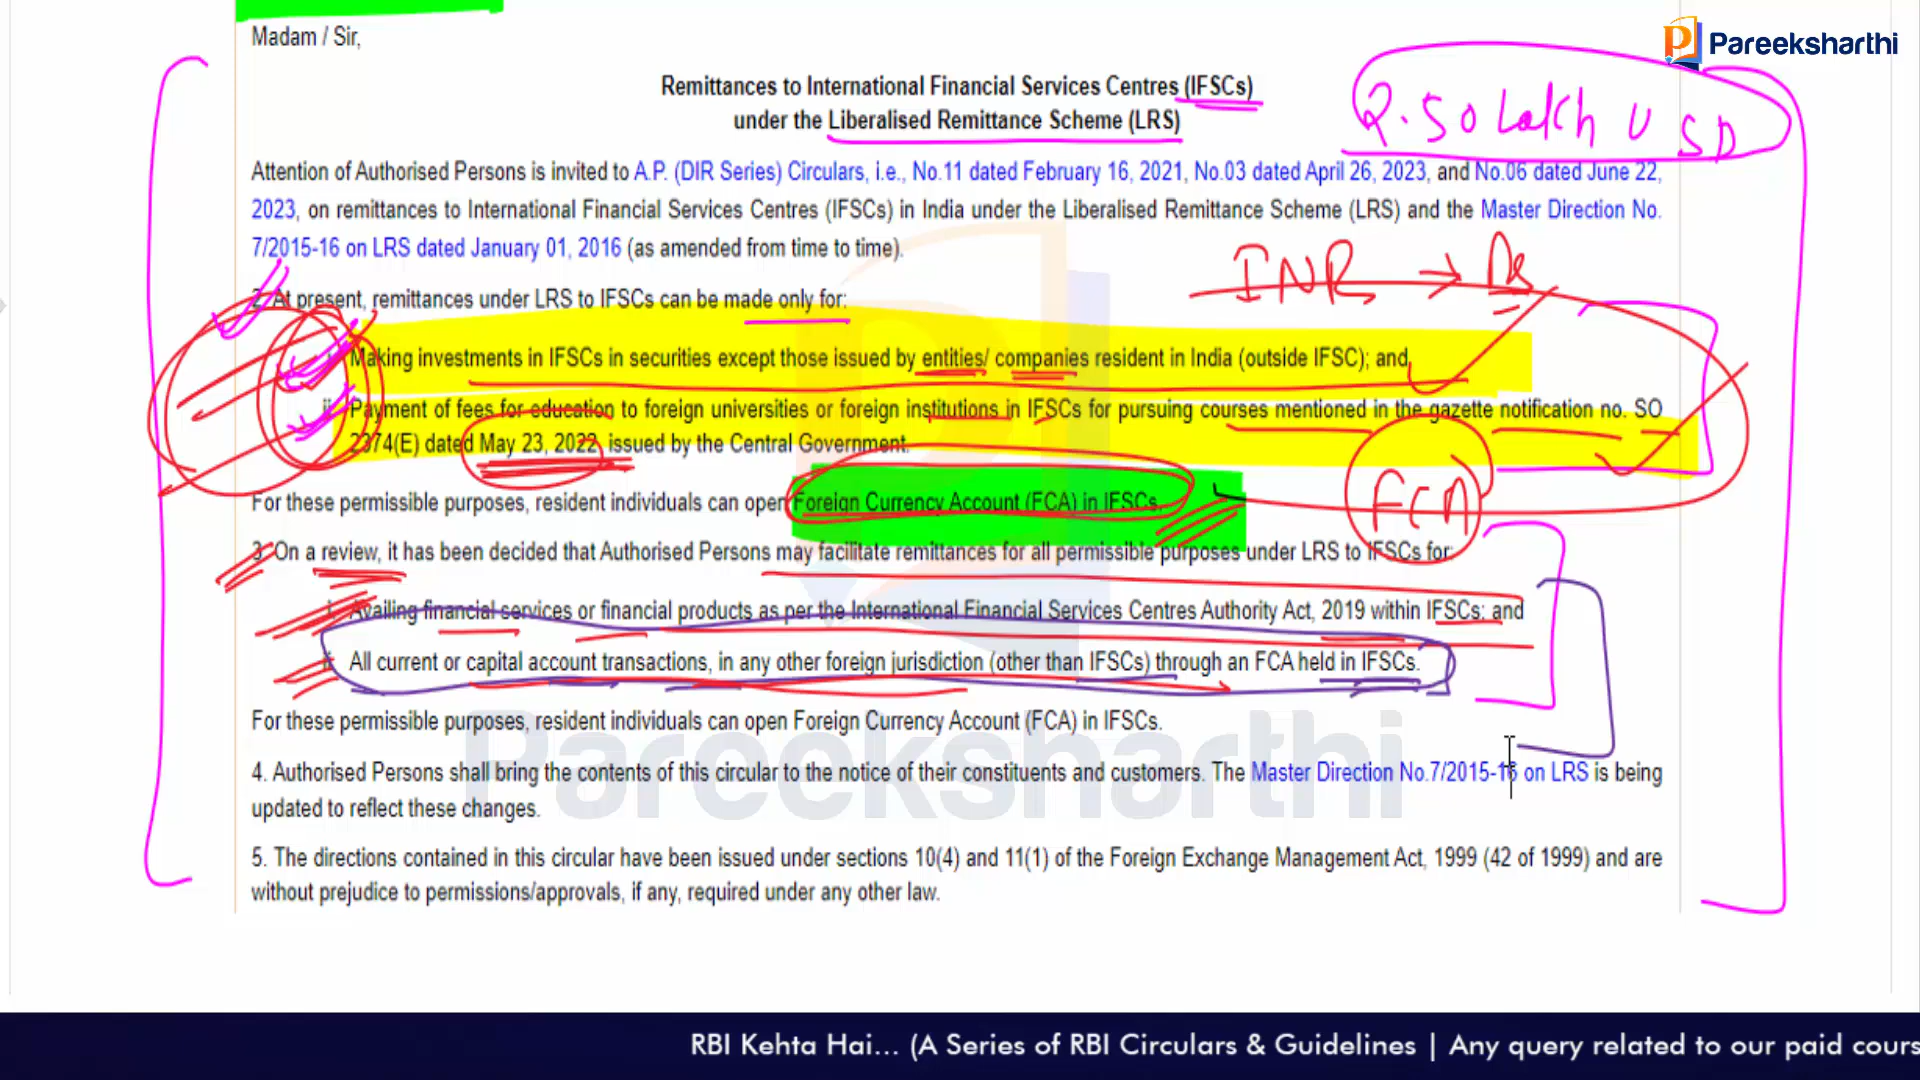 Pareeksharthi
Madam / Sir,
Remittances to International Financial Services Centres (IFSCs)
under the Liberalised Remittance Scheme (LRS)
2.50 Lakh USD
Attention of Authorised Persons is invited to A.P. (DIR Series) Circulars, i.e., No.11 dated February 16, 2021, No.03 dated April 26, 2023, and No.06 dated June 22,
2023, on remittances to International Financial Services Centres (IFSCs) in India under the Liberalised Remittance Scheme (LRS) and the Master Direction No.
7/2015-16 on LRS dated January 01, 2016 (as amended from time to time).
INR →
2. At present, remittances under LRS to IFSCs can be made only for:
i. Making investments in IFSCs in securities except those issued by entities/ companies resident in India (outside IFSC); and
ii. Payment of fees for education to foreign universities or foreign institutions in IFSCs for pursuing courses mentioned in the gazette notification no. SO
2374(E) dated May 23, 2022, issued by the Central Government.
FCA
For these permissible purposes, resident individuals can open Foreign Currency Account (FCA) in IFSCs.
3. On a review, it has been decided that Authorised Persons may facilitate remittances for all permissible purposes under LRS to IFSCs for:
i. Availing financial services or financial products as per the International Financial Services Centres Authority Act, 2019 within IFSCs; and
ii. All current or capital account transactions, in any other foreign jurisdiction (other than IFSCs) through an FCA held in IFSCs.
For these permissible purposes, resident individuals can open Foreign Currency Account (FCA) in IFSCs.
Pareeksharthi
4. Authorised Persons shall bring the contents of this circular to the notice of their constituents and customers. The Master Direction No.7/2015-16 on LRS is being
updated to reflect these changes.
5. The directions contained in this circular have been issued under sections 10(4) and 11(1) of the Foreign Exchange Management Act, 1999 (42 of 1999) and are
without prejudice to permissions/approvals, if any, required under any other law.
RBI Kehta Hai... (A Series of RBI Circulars & Guidelines | Any query related to our paid cours